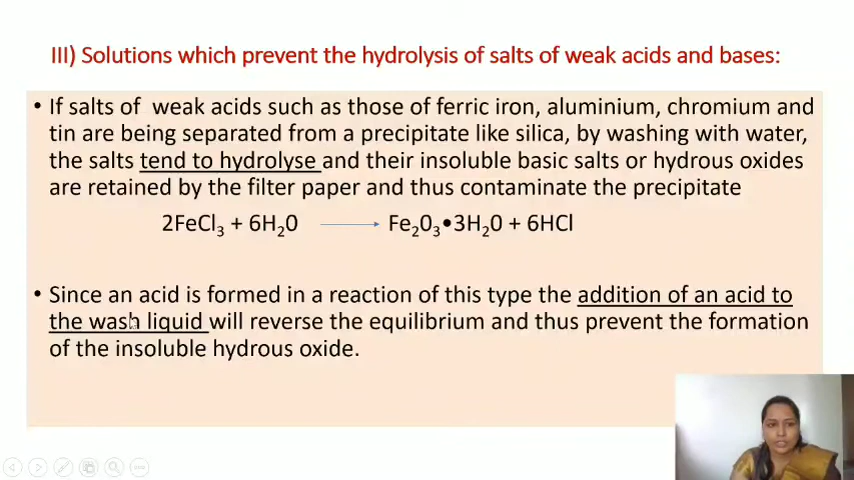 III) Solutions which prevent the hydrolysis of salts of weak acids and bases:
• If salts of weak acids such as those of ferric iron, aluminium, chromium and
tin are being separated from a precipitate like silica, by washing with water,
the salts tend to hydrolyse and their insoluble basic salts or hydrous oxides
are retained by the filter paper and thus contaminate the precipitate
2FeCl₃ + 6H₂0 ⟶ Fe₂0₃•3H₂0 + 6HCl
• Since an acid is formed in a reaction of this type the addition of an acid to
the wash liquid will reverse the equilibrium and thus prevent the formation
of the insoluble hydrous oxide.